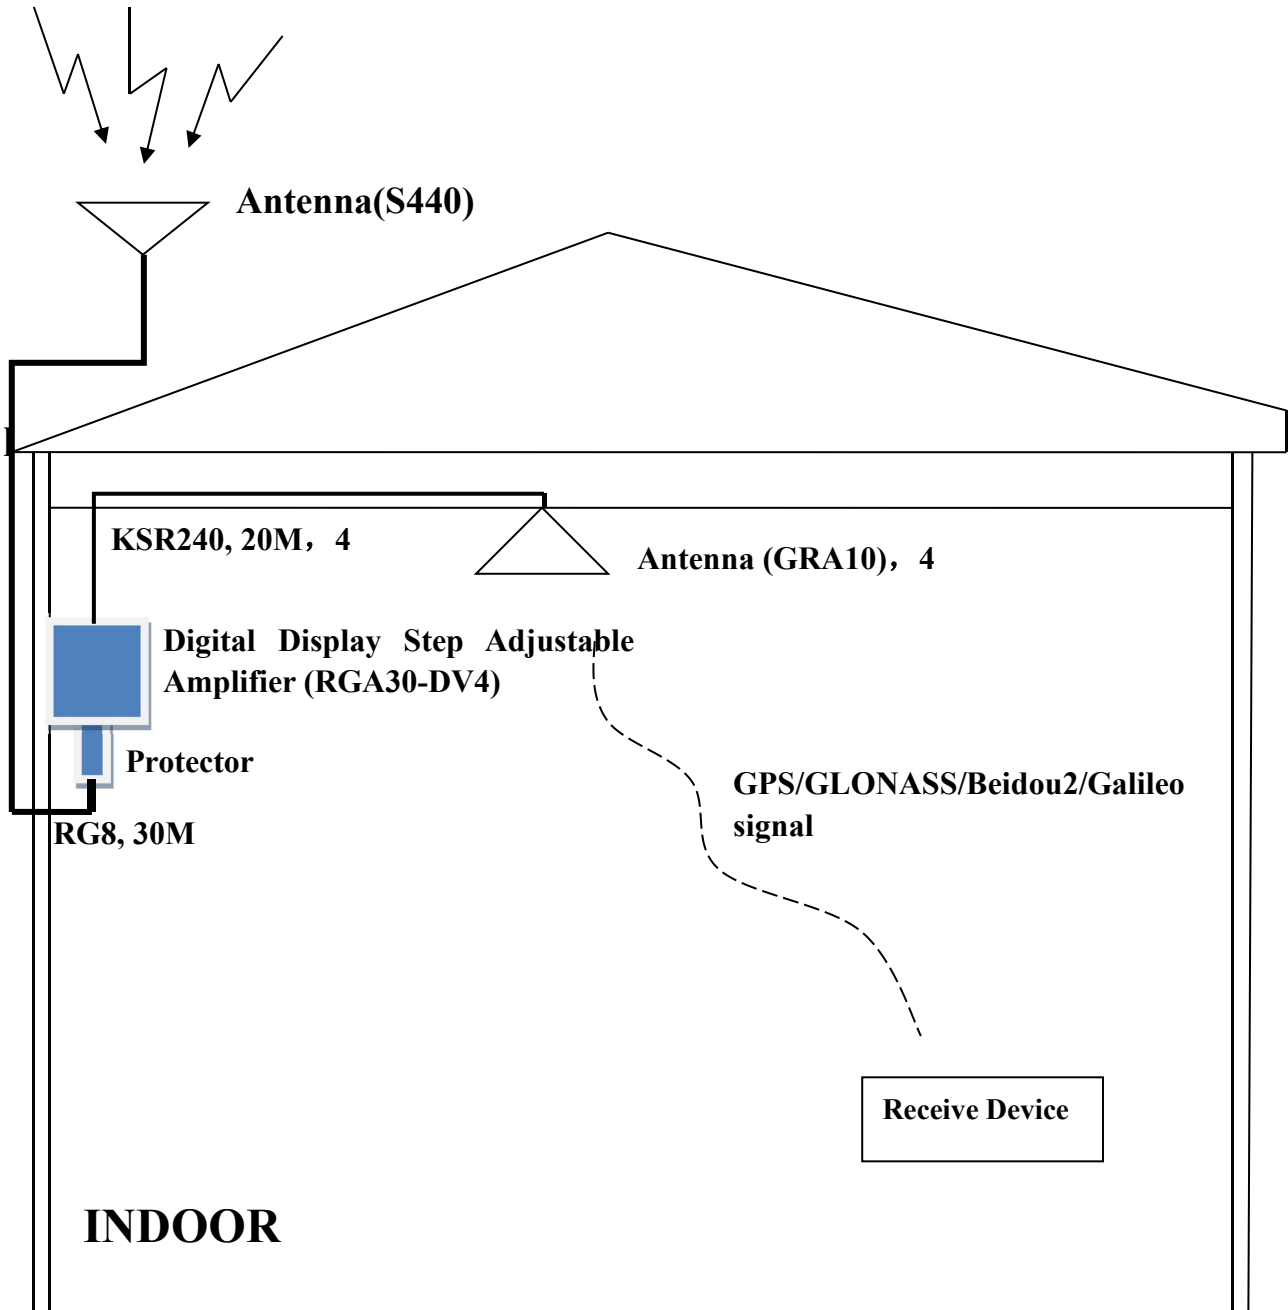 Antenna(S440)
KSR240, 20M，4
Antenna (GRA10)，4
Digital Display Step Adjustable
Amplifier (RGA30-DV4)
Protector
GPS/GLONASS/Beidou2/Galileo
signal
RG8, 30M
Receive Device
INDOOR